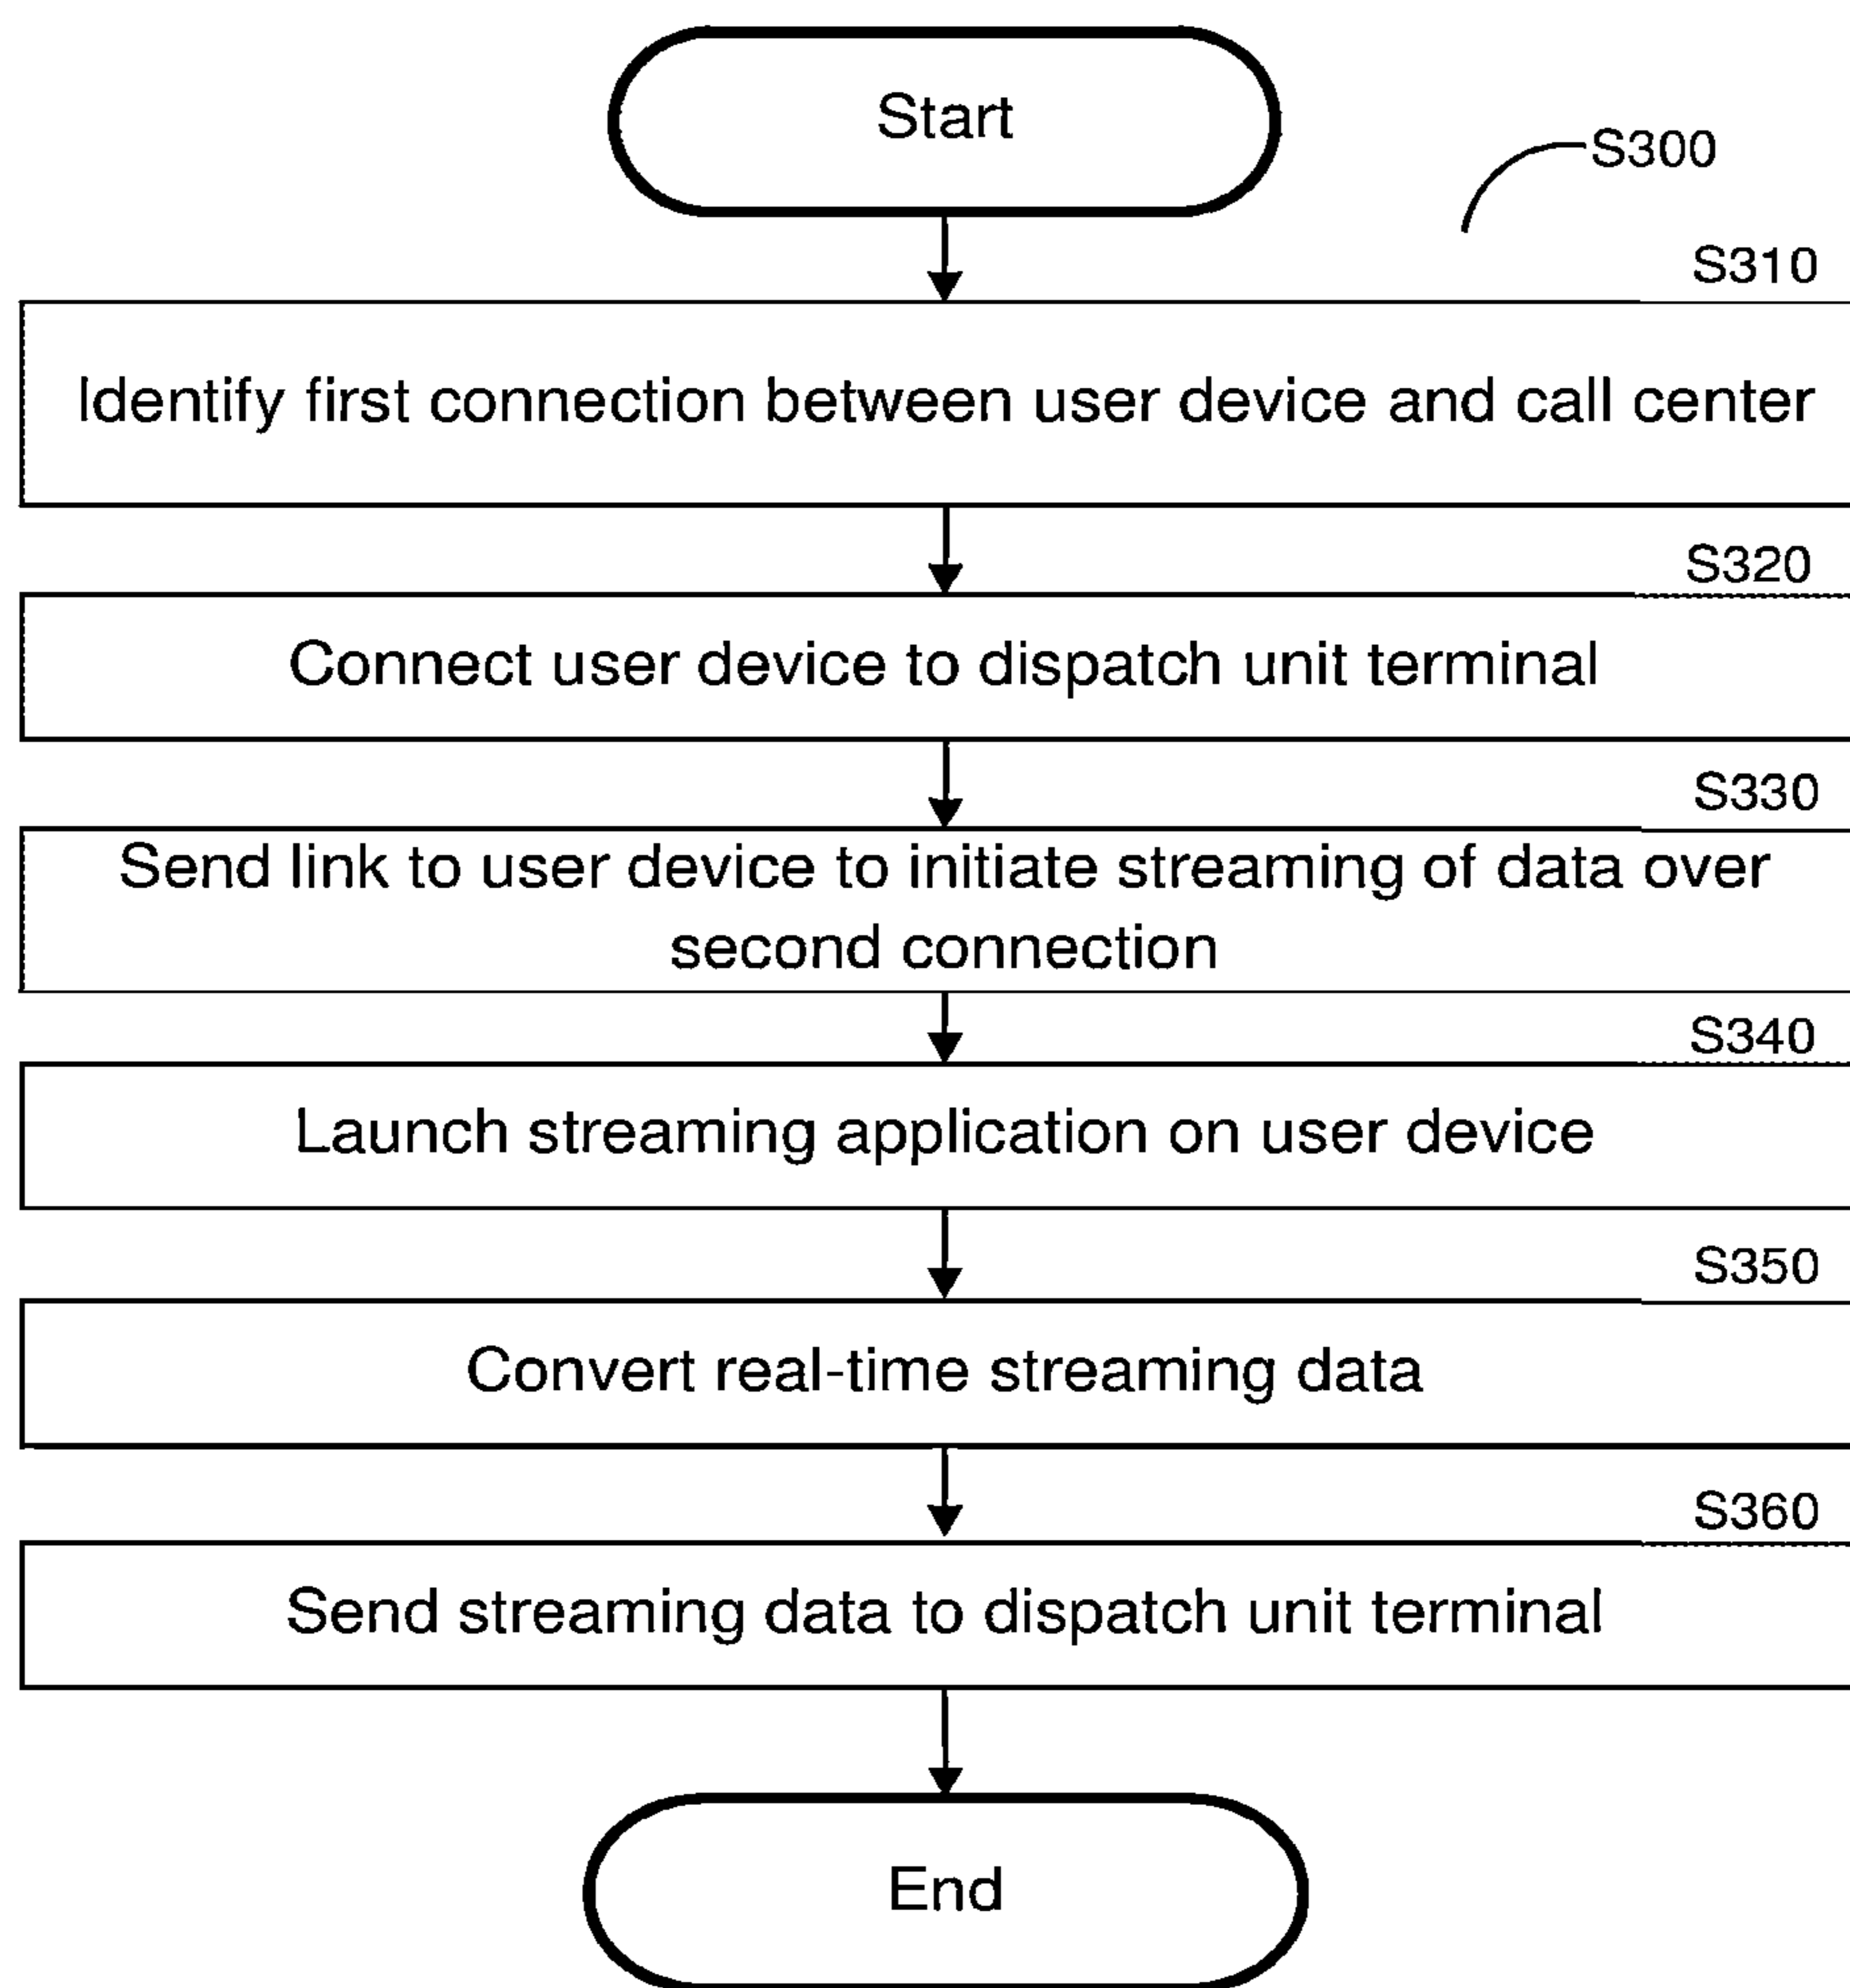 Start
S300
S310
Identify first connection between user device and call center
S320
Connect user device to dispatch unit terminal
S330
Send link to user device to initiate streaming of data over
second connection
S340
Launch streaming application on user device
S350
Convert real-time streaming data
S360
Send streaming data to dispatch unit terminal
End